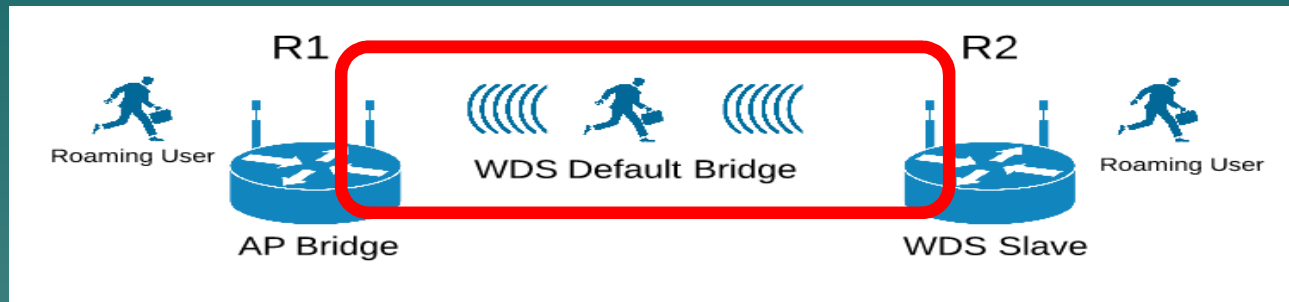 R1
R2
Roaming User
WDS Default Bridge
Roaming User
AP Bridge
WDS Slave